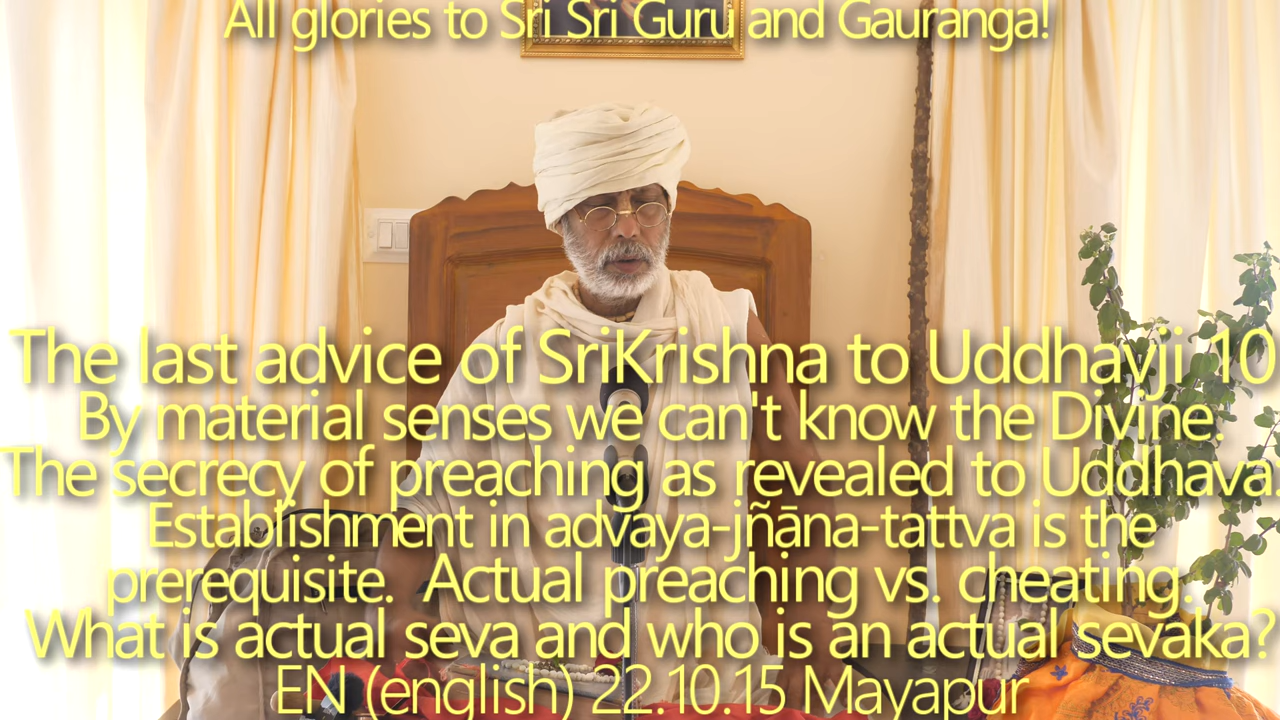 All glories to Sri Sri Guru and Gauranga!
The last advice of SriKrishna to Uddhavji 10
By material senses we can't know the Divine.
The secrecy of preaching as revealed to Uddhava.
Establishment in advaya-jñāna-tattva is the
prerequisite.  Actual preaching vs. cheating.
What is actual seva and who is an actual sevaka?
EN (english) 22.10.15 Mayapur